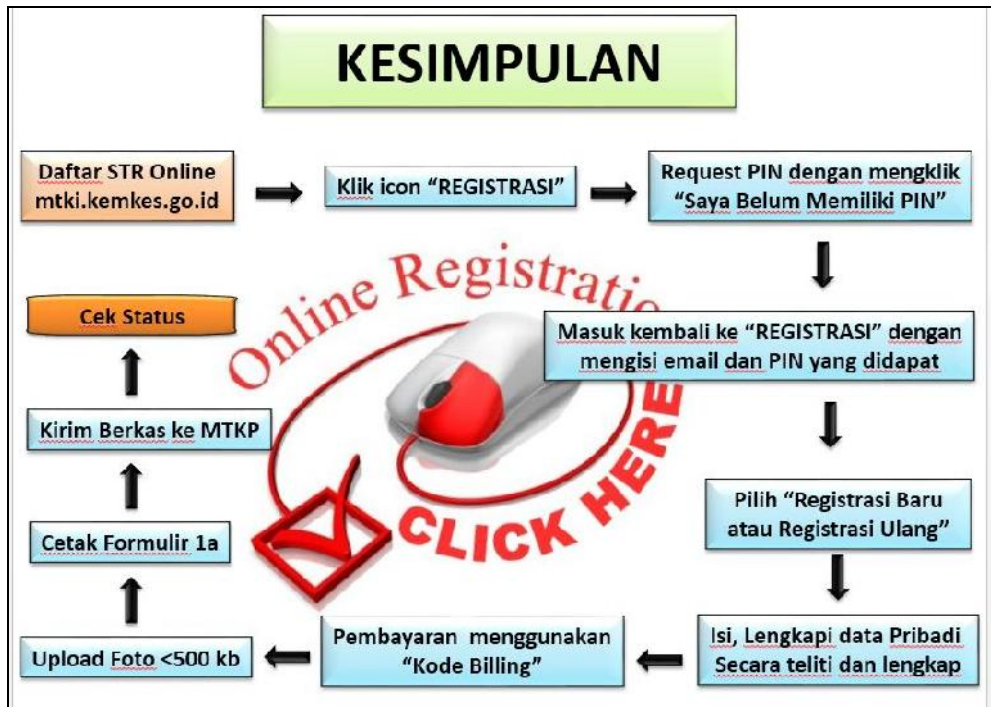 KESIMPULAN
Daftar STR Online
mtki.kemkes.go.id
Klik icon “REGISTRASI”
Request PIN dengan mengklik
“Saya Belum Memiliki PIN”
Masuk kembali ke “REGISTRASI” dengan
mengisi email dan PIN yang didapat
Pilih “Registrasi Baru
atau Registrasi Ulang”
Isi, Lengkapi data Pribadi
Secara teliti dan lengkap
Pembayaran menggunakan
“Kode Billing”
Upload Foto <500 kb
Cetak Formulir 1a
Kirim Berkas ke MTKP
Cek Status
Online Registratio
CLICK HERE